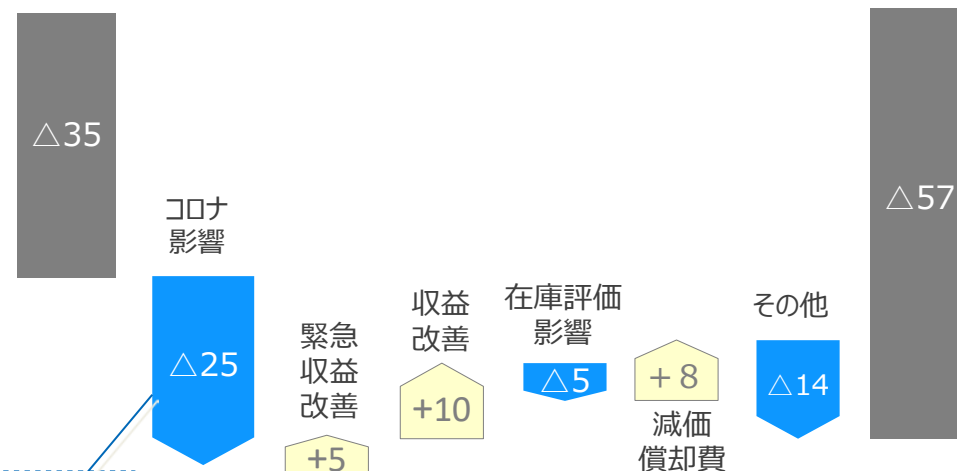 △35
コロナ
影響
△25
緊急
収益
改善
+5
収益
改善
+10
在庫評価
影響
△5
+8
減価
償却費
その他
△14
△57